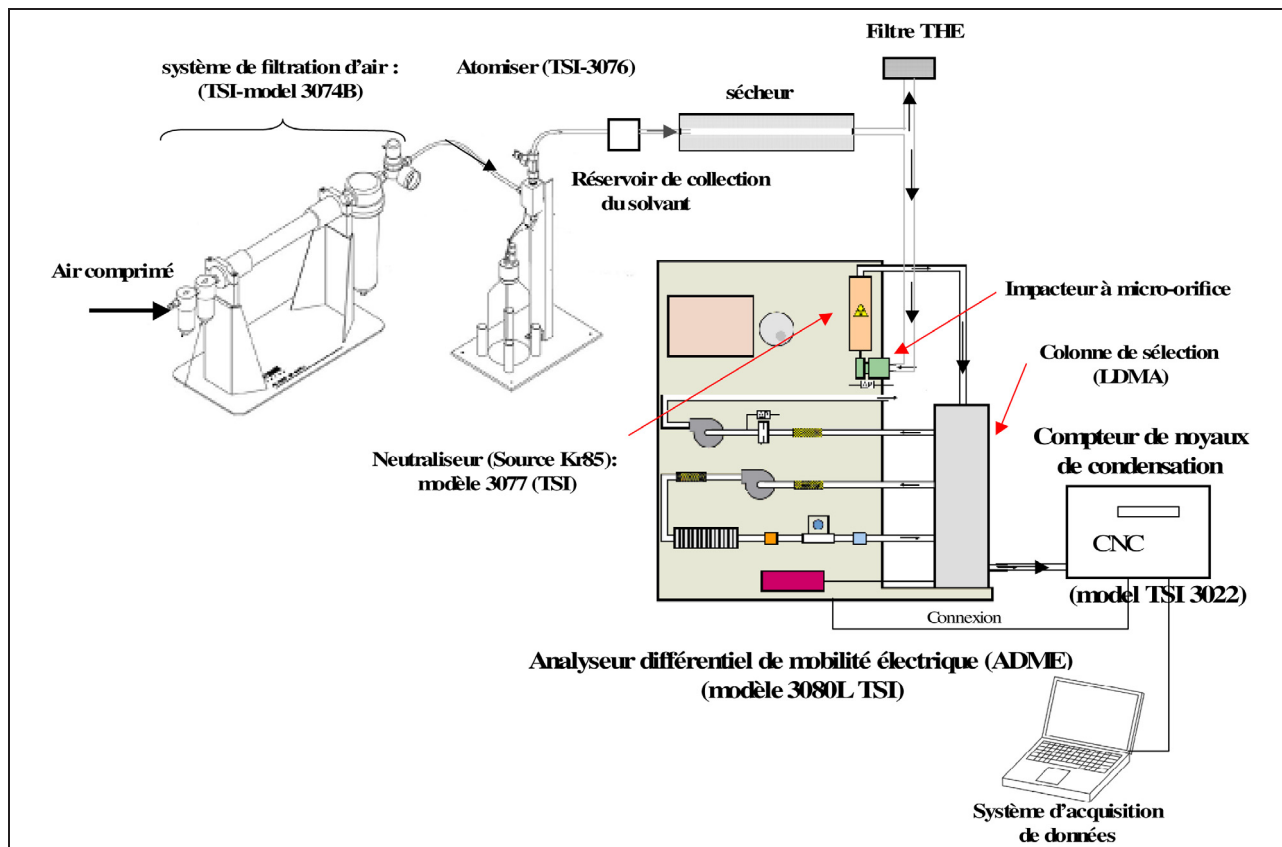 Filtre THE
système de filtration d'air :
(TSI-model 3074B)
Atomiser (TSI-3076)
sécheur
Réservoir de collection
du solvant
Air comprimé
Impacteur à micro-orifice
Colonne de sélection
(LDMA)
ΔP
ΔP
Neutraliseur (Source Kr85):
modèle 3077 (TSI)
Compteur de noyaux
de condensation
CNC
(model TSI 3022)
Connexion
Analyseur différentiel de mobilité électrique (ADME)
(modèle 3080L TSI)
Système d'acquisition
de données